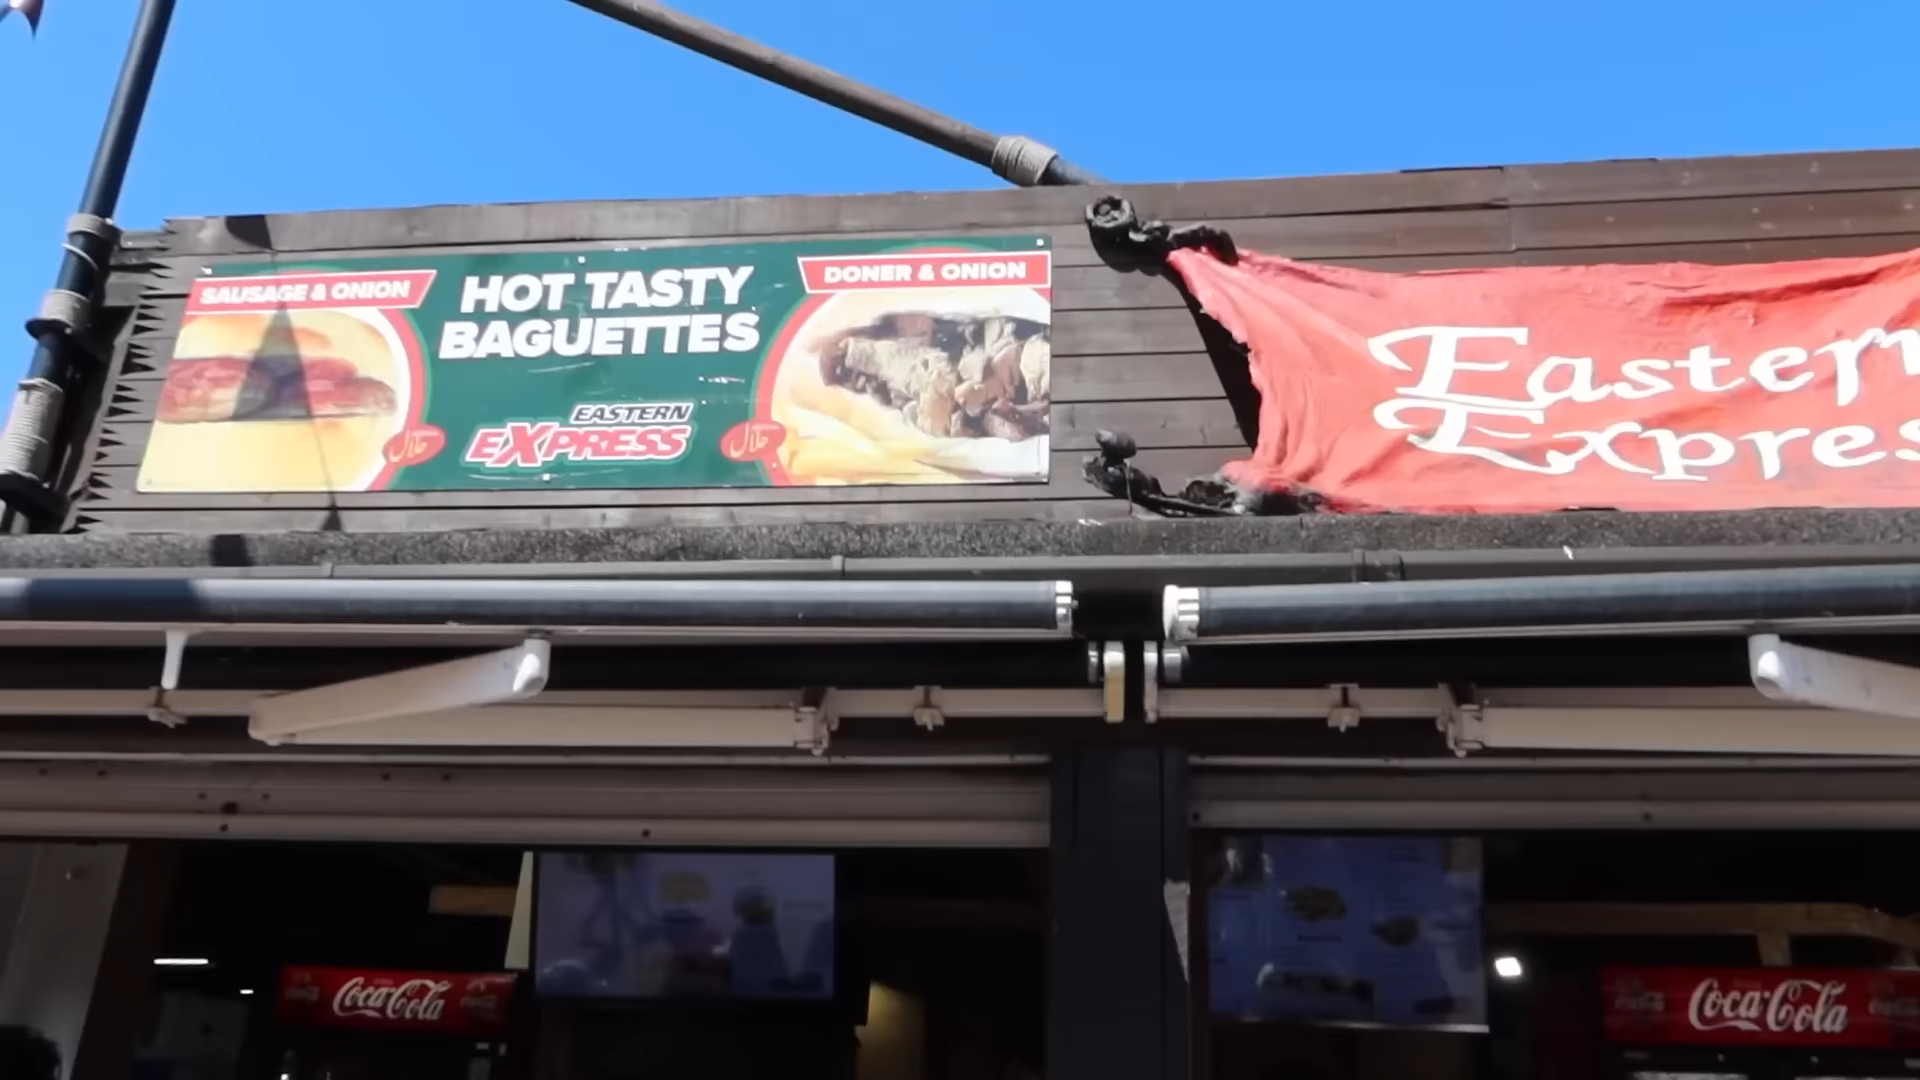 SAUSAGE & ONION
HOT TASTY
BAGUETTES
DONER & ONION
EASTERN
EXPRESS
حلال
حلال
Eastern
Expres
Coca-Cola
Coca-Cola